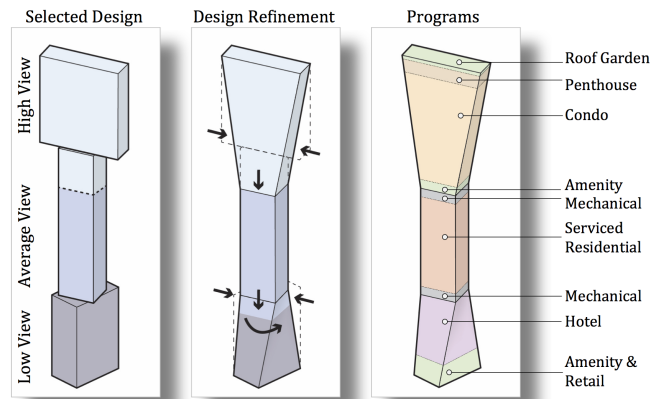 Selected Design
Design Refinement
Programs
High View
Average View
Low View
Roof Garden
Penthouse
Condo
Amenity
Mechanical
Serviced
Residential
Mechanical
Hotel
Amenity &
Retail